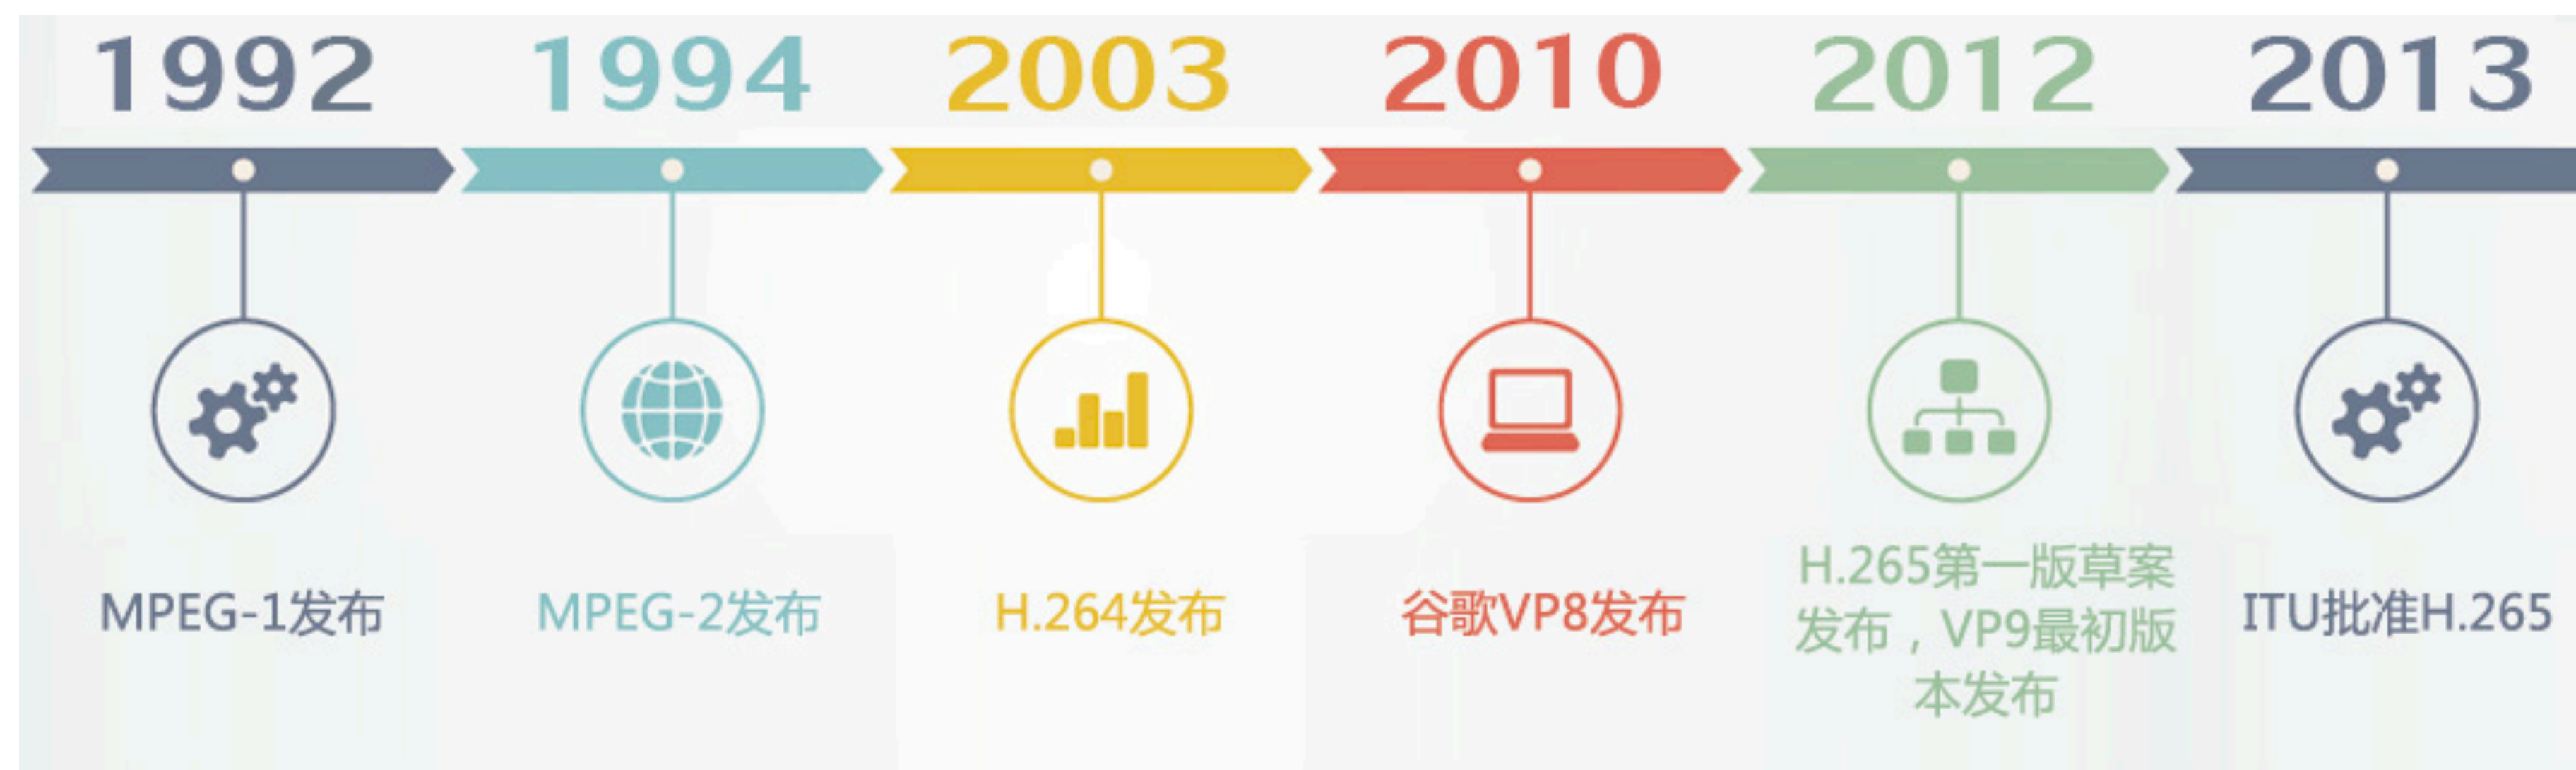 1992
1994
2003
2010
2012
2013
MPEG-1发布
MPEG-2发布
H.264发布
谷歌VP8发布
H.265第一版草案
发布，VP9最初版
本发布
ITU批准H.265